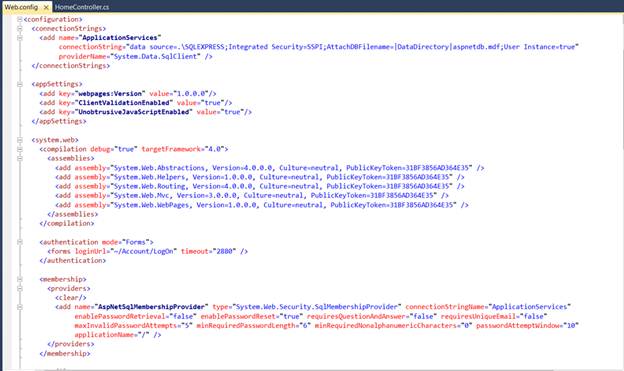 Web.config HomeController.cs
<configuration>
<connectionStrings>
<add name="ApplicationServices"
connectionString="data source=.\SQLEXPRESS;Integrated Security=SSPI;AttachDBFilename=|DataDirectory|aspnetdb.mdf;User Instance=true"
providerName="System.Data.SqlClient" />
</connectionStrings>
<appSettings>
<add key="webpages:Version" value="1.0.0.0"/>
<add key="ClientValidationEnabled" value="true"/>
<add key="UnobtrusiveJavaScriptEnabled" value="true"/>
</appSettings>
<system.web>
<compilation debug="true" targetFramework="4.0">
<assemblies>
<add assembly="System.Web.Abstractions, Version=4.0.0.0, Culture=neutral, PublicKeyToken=31BF3856AD364E35" />
<add assembly="System.Web.Helpers, Version=1.0.0.0, Culture=neutral, PublicKeyToken=31BF3856AD364E35" />
<add assembly="System.Web.Routing, Version=4.0.0.0, Culture=neutral, PublicKeyToken=31BF3856AD364E35" />
<add assembly="System.Web.Mvc, Version=3.0.0.0, Culture=neutral, PublicKeyToken=31BF3856AD364E35" />
<add assembly="System.Web.WebPages, Version=1.0.0.0, Culture=neutral, PublicKeyToken=31BF3856AD364E35" />
</assemblies>
</compilation>
<authentication mode="Forms">
<forms loginUrl="~/Account/LogOn" timeout="2880" />
</authentication>
<membership>
<providers>
<clear/>
<add name="AspNetSqlMembershipProvider" type="System.Web.Security.SqlMembershipProvider" connectionStringName="ApplicationServices"
enablePasswordRetrieval="false" enablePasswordReset="true" requiresQuestionAndAnswer="false" requiresUniqueEmail="false"
maxInvalidPasswordAttempts="5" minRequiredPasswordLength="6" minRequiredNonalphanumericCharacters="0" passwordAttemptWindow="10"
applicationName="/" />
</providers>
</membership>